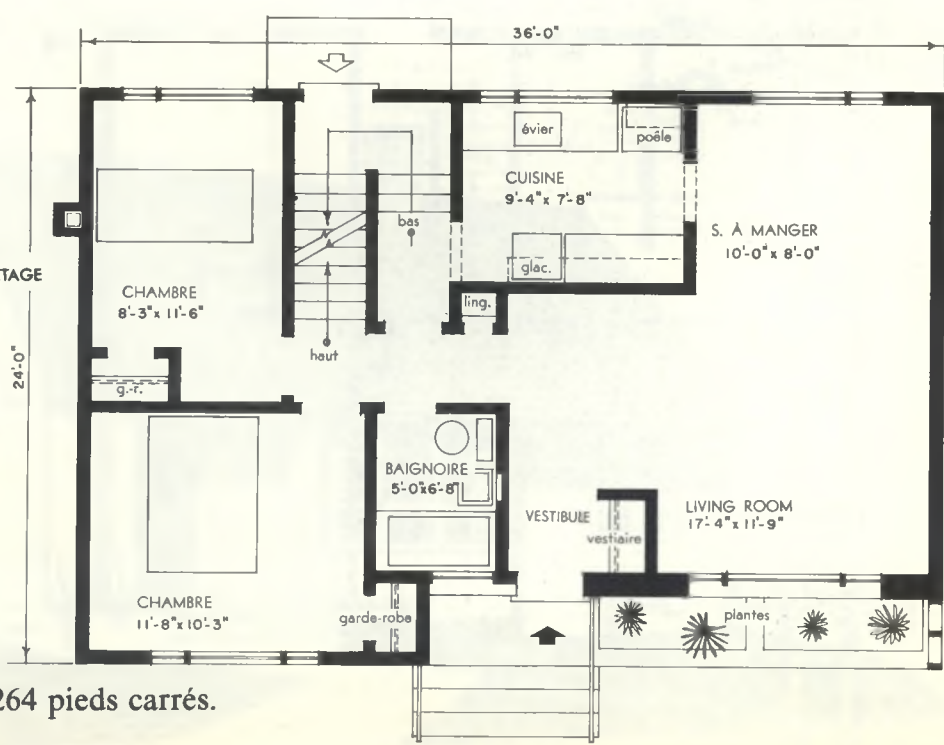 36'-0"
évier
poêle
CUISINE
9'-4" x 7'-8"
bas
S. À MANGER
10'-0" x 8'-0"
TAGE
24'-0"
glac.
ling.
CHAMBRE
8'-3" x 11'-6"
haut
g.-r.
BAIGNOIRE
5'-0"x6'-8"
VESTIBULE
vestiaire
LIVING ROOM
17'-4" x 11'-9"
CHAMBRE
11'-8" x 10'-3"
garde-robe
plantes
264 pieds carrés.